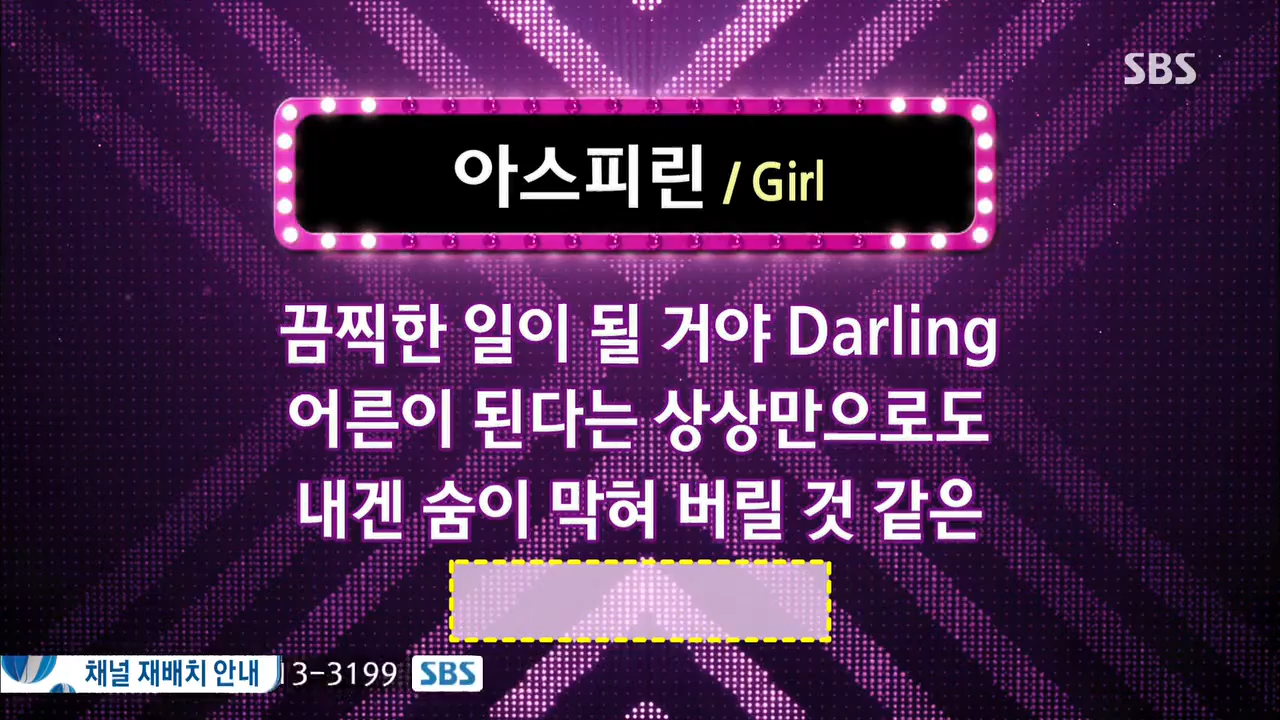 SBS
아스피린 / Girl
끔찍한 일이 될 거야 Darling
어른이 된다는 상상만으로도
내겐 숨이 막혀 버릴 것 같은
채널 재배치 안내 13-3199 SBS